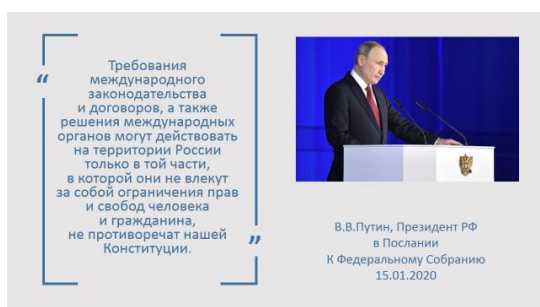 “
Требования
международного
законодательства
и договоров, а также
решения международных
органов могут действовать
на территории России
только в той части,
в которой они не влекут
за собой ограничения прав
и свобод человека
и гражданина,
не противоречат нашей
Конституции.
”
В.В.Путин, Президент РФ
в Послании
К Федеральному Собранию
15.01.2020